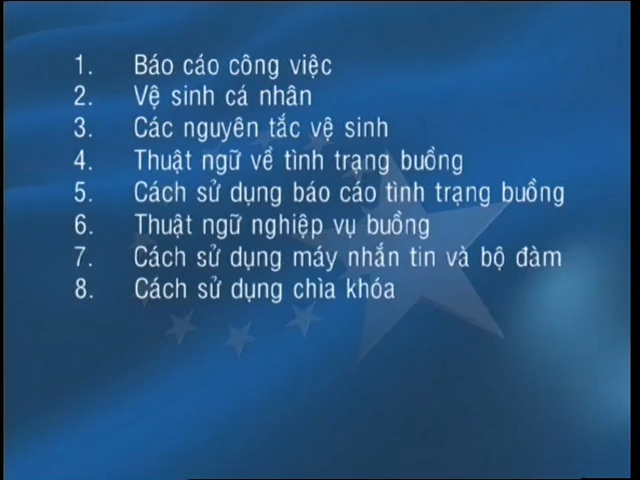 1. Báo cáo công việc
2. Vệ sinh cá nhân
3. Các nguyên tắc vệ sinh
4. Thuật ngữ về tình trạng buồng
5. Cách sử dụng báo cáo tình trạng buồng
6. Thuật ngữ nghiệp vụ buồng
7. Cách sử dụng máy nhắn tin và bộ đàm
8. Cách sử dụng chìa khóa